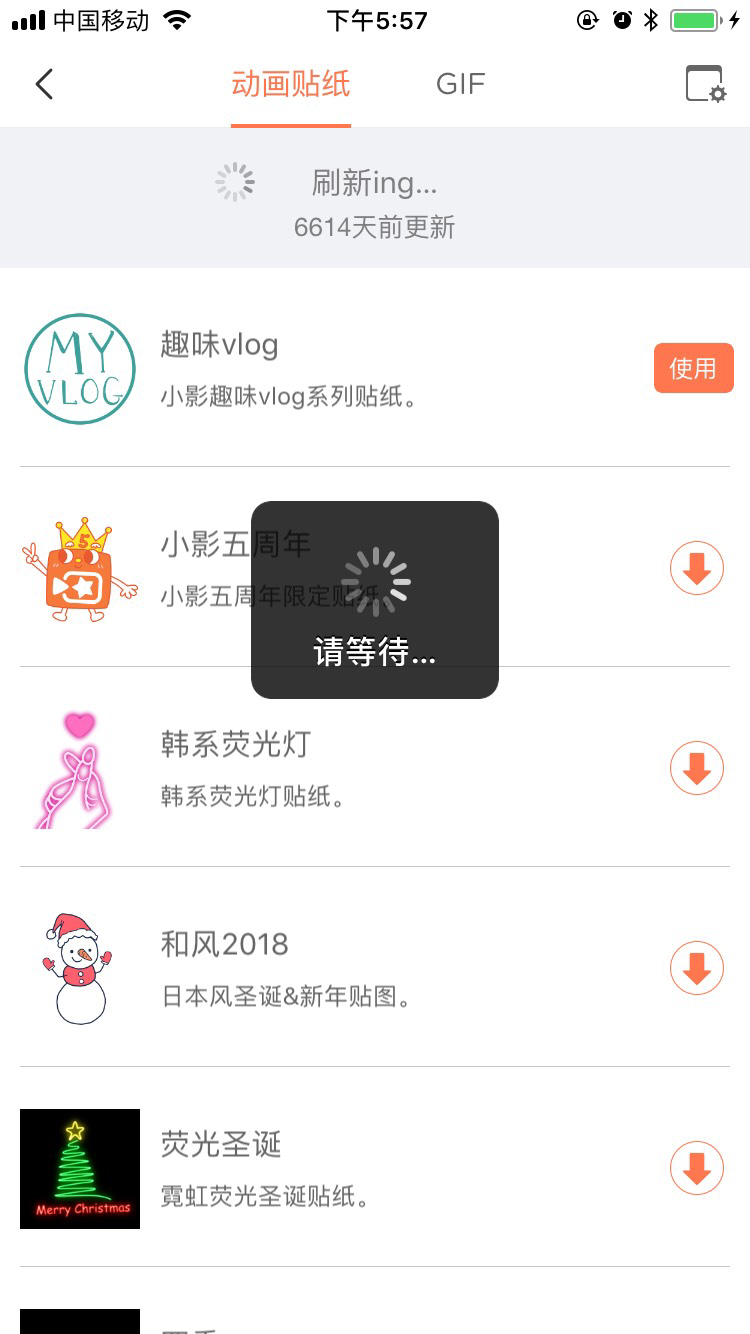 中国移动
下午5:57
动画贴纸
GIF
刷新ing...
6614天前更新
MY
VLOG
趣味vlog
小影趣味vlog系列贴纸。
使用
5
小影五周年
小影五周年限定贴纸。
请等待...
韩系荧光灯
韩系荧光灯贴纸。
和风2018
日本风圣诞&新年贴图。
Merry Christmas
荧光圣诞
霓虹荧光圣诞贴纸。